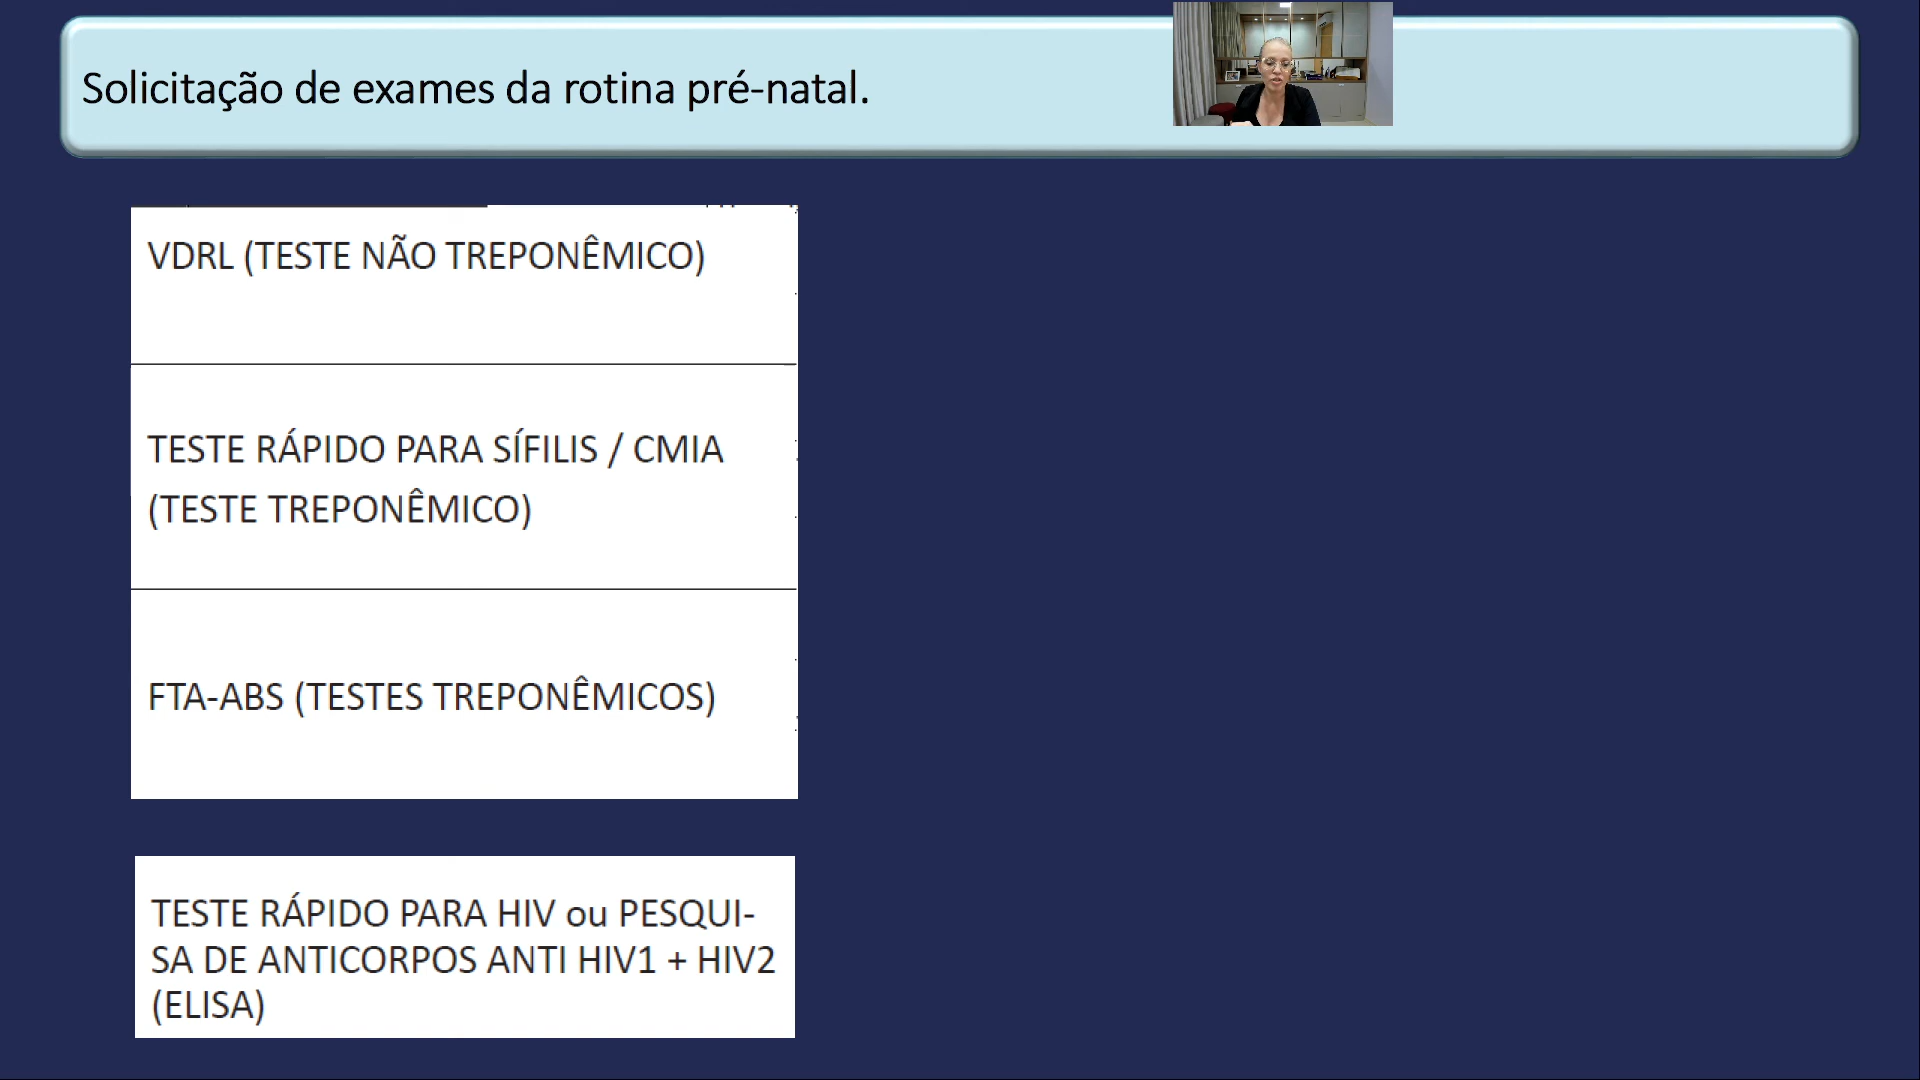 Solicitação de exames da rotina pré-natal.
VDRL (TESTE NÃO TREPONÊMICO)
TESTE RÁPIDO PARA SÍFILIS / CMIA
(TESTE TREPONÊMICO)
FTA-ABS (TESTES TREPONÊMICOS)
TESTE RÁPIDO PARA HIV ou PESQUI-
SA DE ANTICORPOS ANTI HIV1 + HIV2
(ELISA)